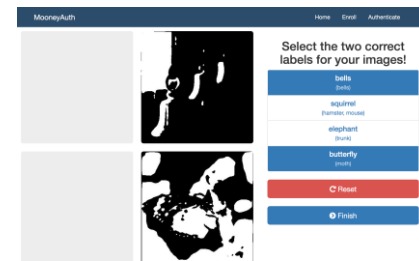 MooneyAuth
Home Enroll Authenticate
Select the two correct
labels for your images!
bells
(bells)
squirrel
(hamster, mouse)
elephant
(trunk)
butterfly
(moth)
Reset
Finish